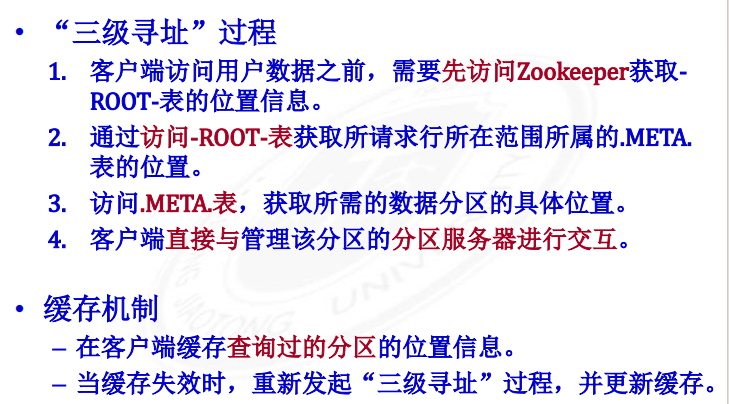 • “三级寻址”过程
1. 客户端访问用户数据之前，需要先访问Zookeeper获取-
ROOT-表的位置信息。
2. 通过访问-ROOT-表获取所请求行所在范围所属的.META.
表的位置。
3. 访问.META.表，获取所需的数据分区的具体位置。
4. 客户端直接与管理该分区的分区服务器进行交互。
• 缓存机制
– 在客户端缓存查询过的分区的位置信息。
– 当缓存失效时，重新发起“三级寻址”过程，并更新缓存。